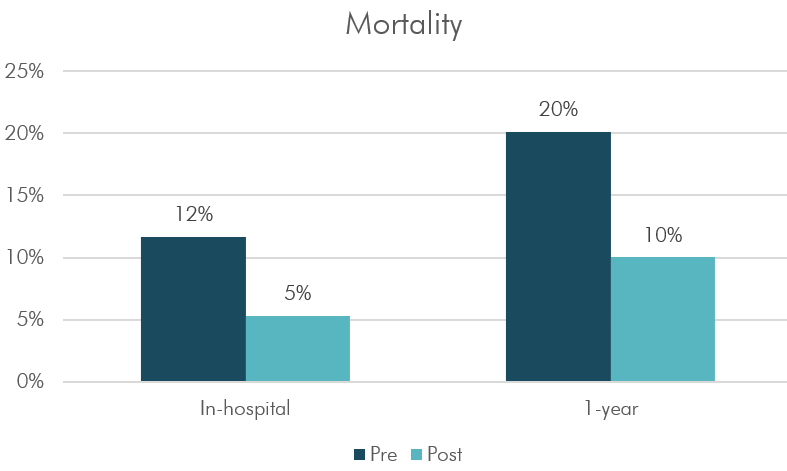 Mortality
25%
20%
15%
10%
5%
0%
12%
5%
20%
10%
In-hospital
1-year
Pre Post